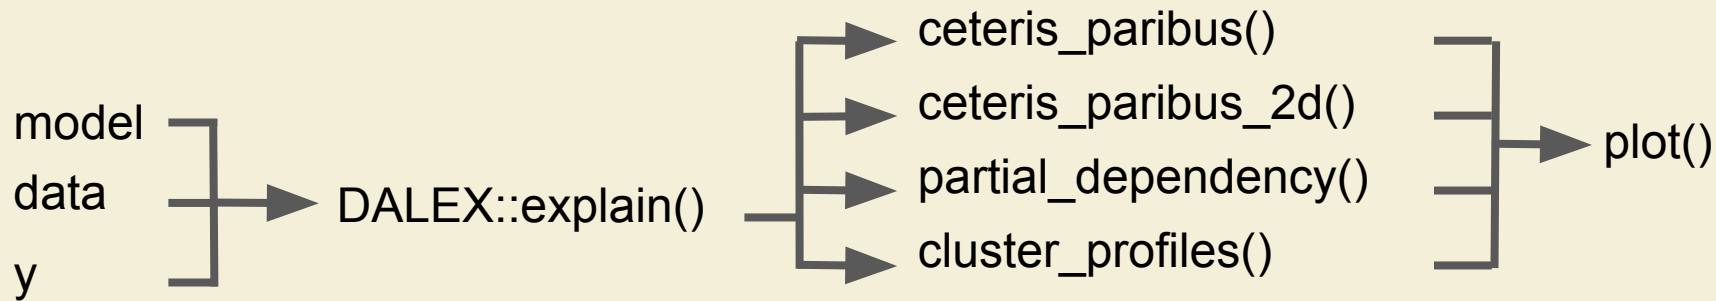 model
data
y
DALEX::explain()
ceteris_paribus()
ceteris_paribus_2d()
partial_dependency()
cluster_profiles()
plot()